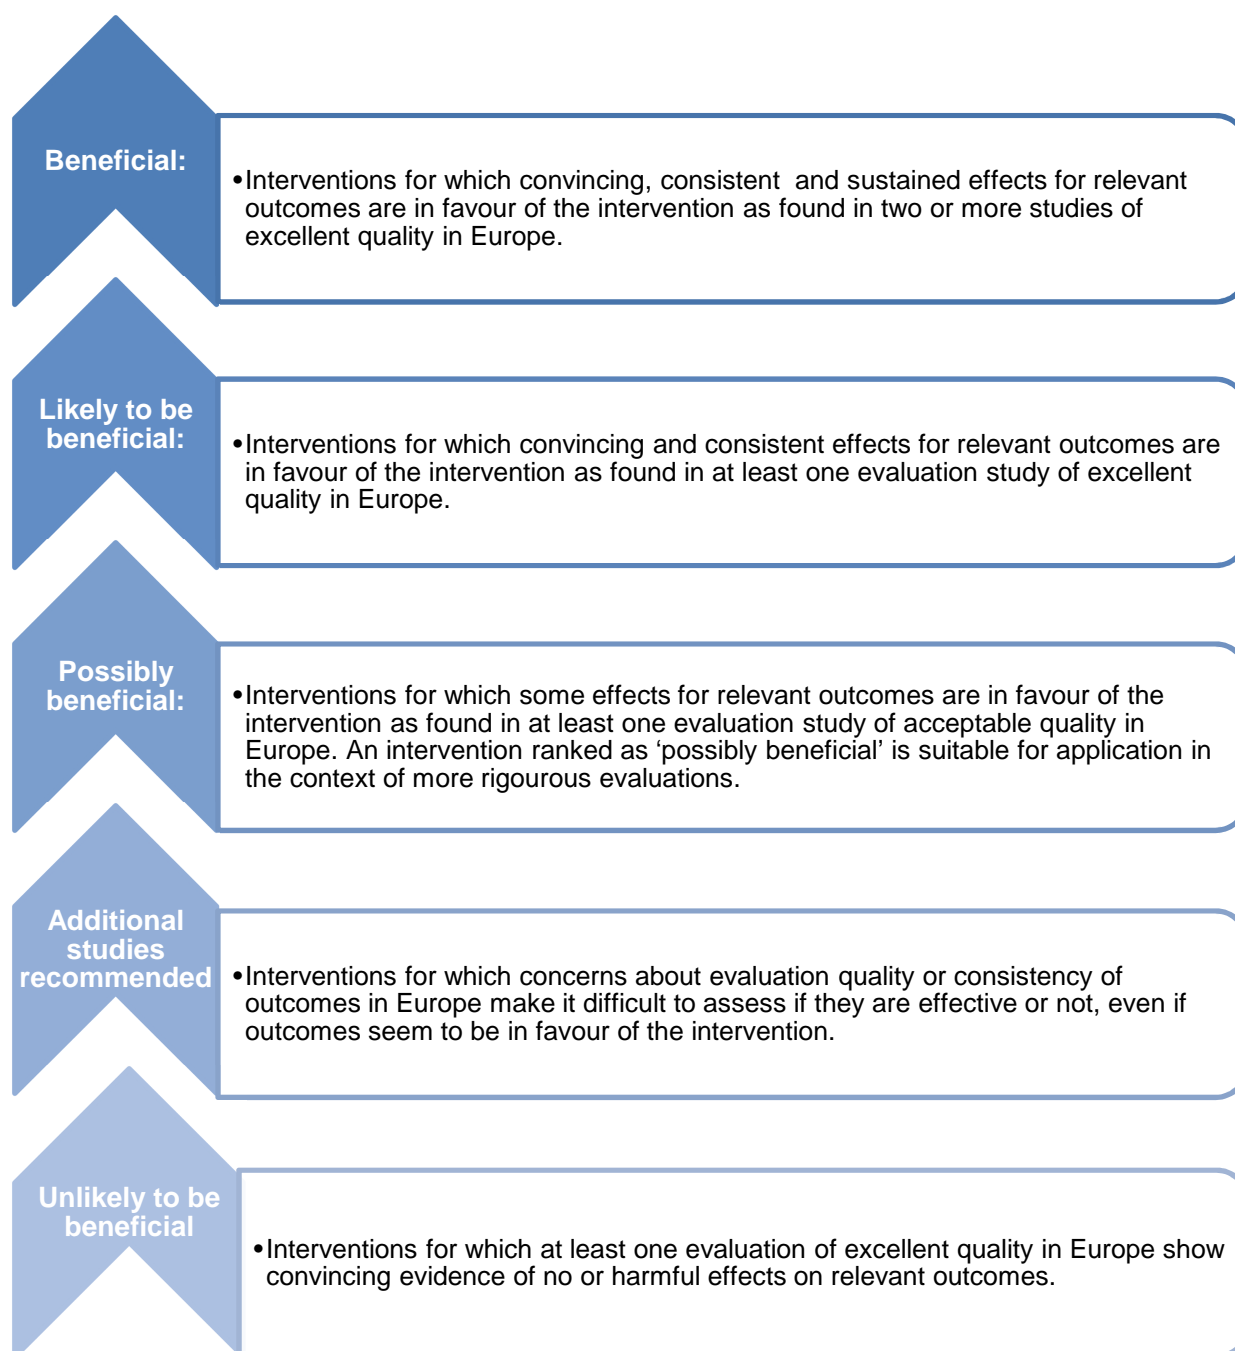 Beneficial:
•Interventions for which convincing, consistent  and sustained effects for relevant
outcomes are in favour of the intervention as found in two or more studies of
excellent quality in Europe.
Likely to be
beneficial:
•Interventions for which convincing and consistent effects for relevant outcomes are
in favour of the intervention as found in at least one evaluation study of excellent
quality in Europe.
Possibly
beneficial:
•Interventions for which some effects for relevant outcomes are in favour of the
intervention as found in at least one evaluation study of acceptable quality in
Europe. An intervention ranked as ‘possibly beneficial’ is suitable for application in
the context of more rigourous evaluations.
Additional
studies
recommended
•Interventions for which concerns about evaluation quality or consistency of
outcomes in Europe make it difficult to assess if they are effective or not, even if
outcomes seem to be in favour of the intervention.
Unlikely to be
beneficial
•Interventions for which at least one evaluation of excellent quality in Europe show
convincing evidence of no or harmful effects on relevant outcomes.